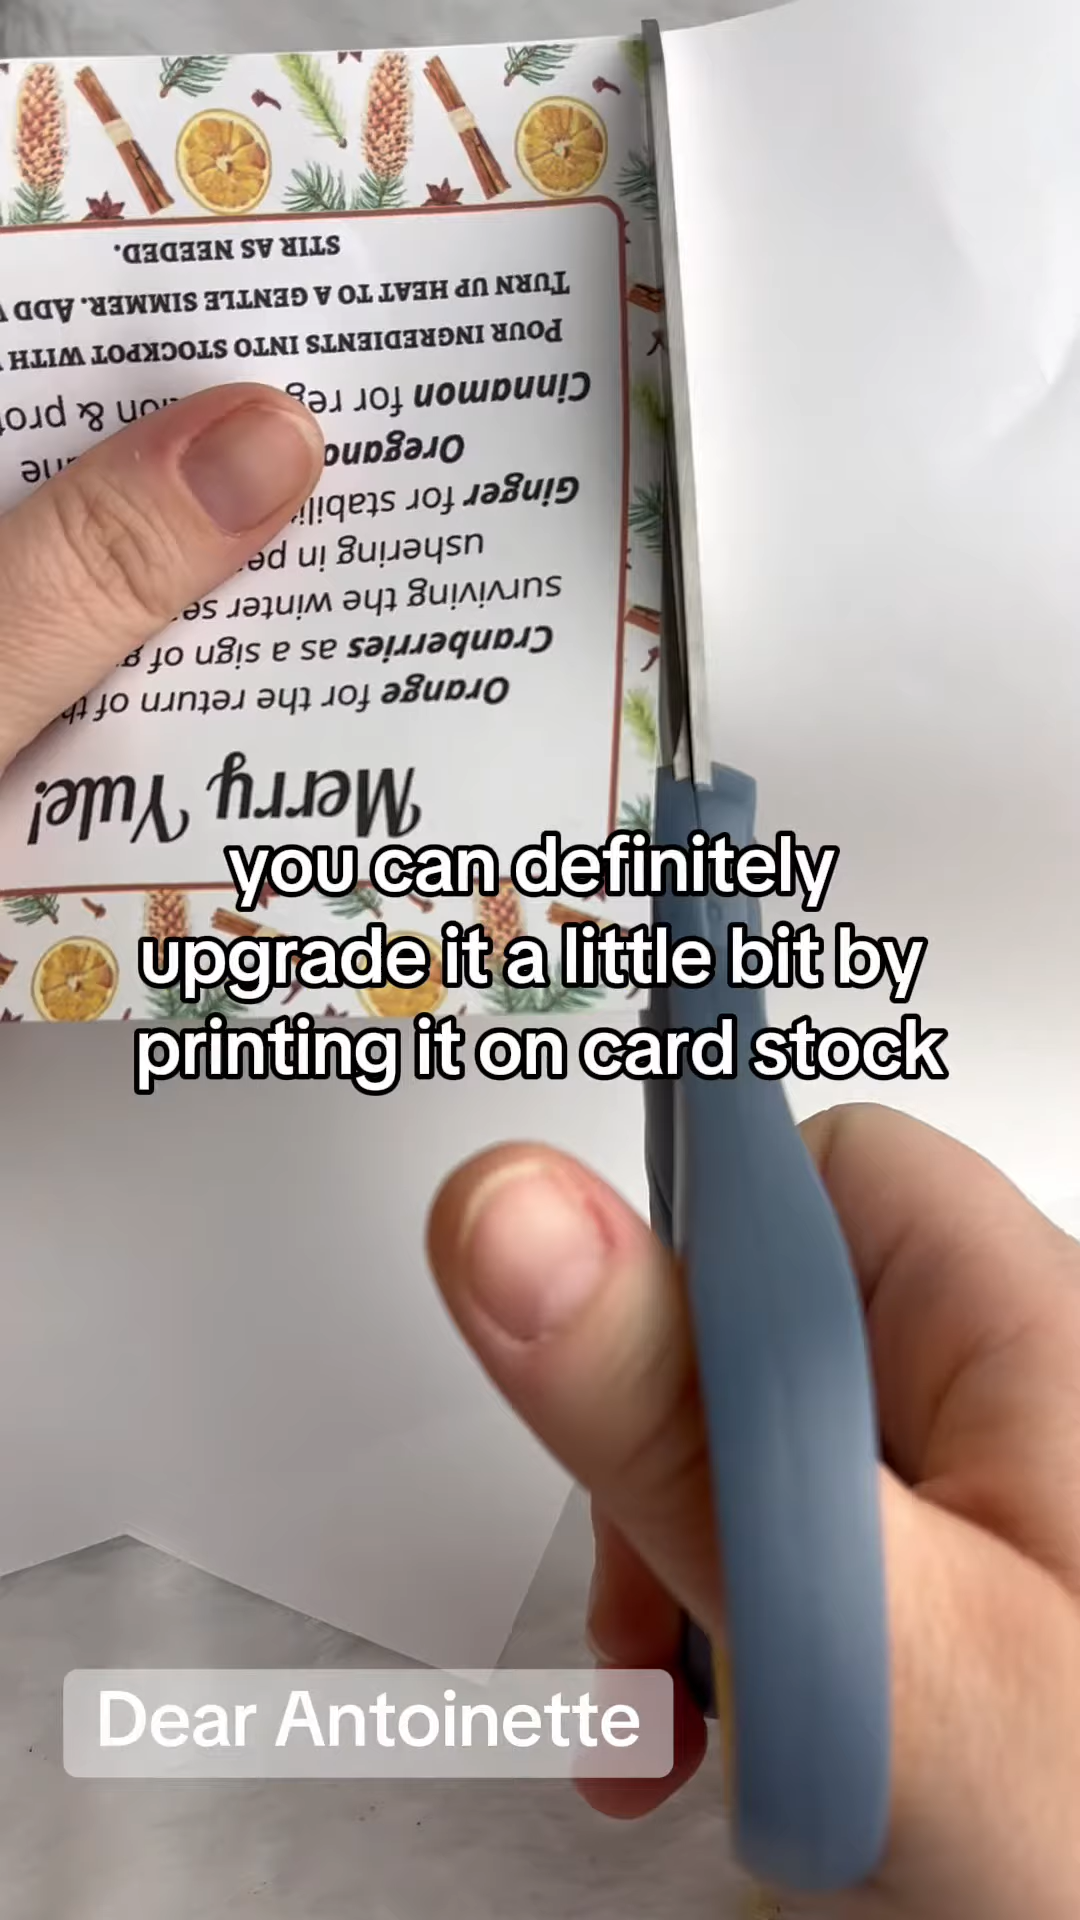 Merry Yule!
Orange for the return of
Cranberries as a sign of
surviving the winter
ushering in
Ginger for
Oregano
Cinnamon for
POUR INGREDIENTS INTO STOCKPOT WITH
TURN UP HEAT TO A GENTLE SIMMER. ADD
STIR AS NEEDED.
you can definitely
upgrade it a little bit by
printing it on card stock
Dear Antoinette